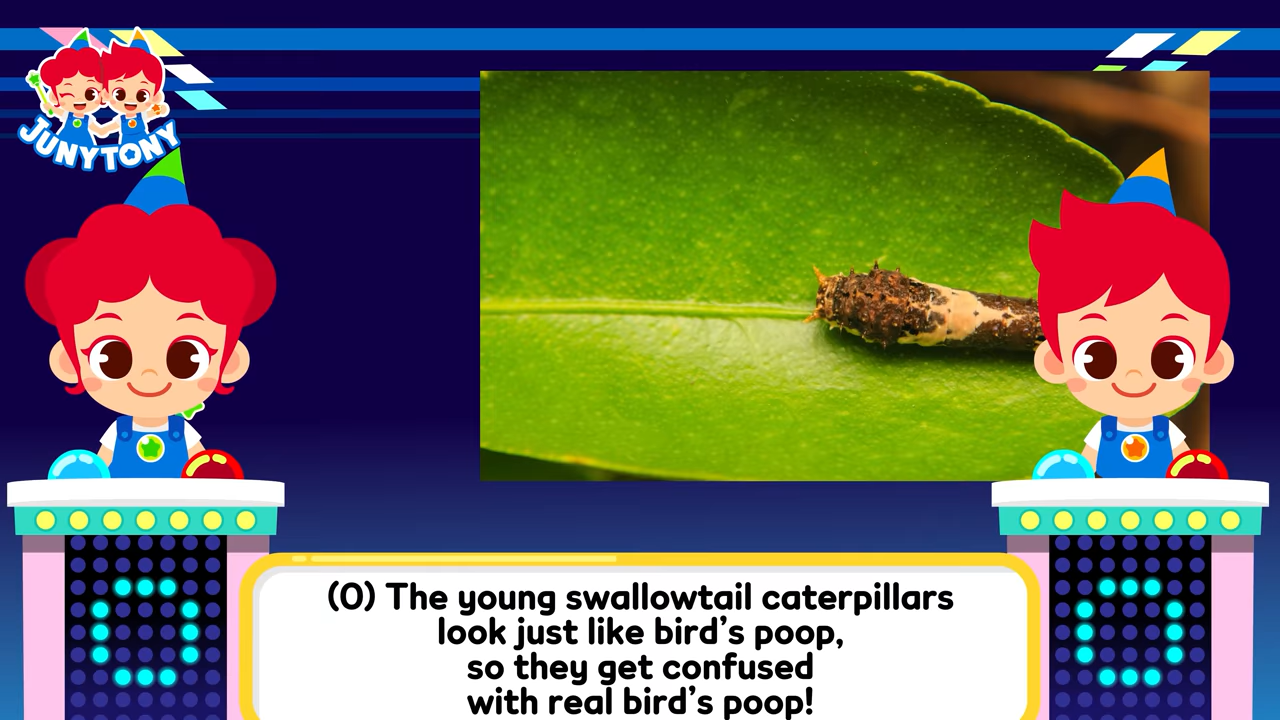 JUNYTONY
(O) The young swallowtail caterpillars
look just like bird's poop,
so they get confused
with real bird's poop!